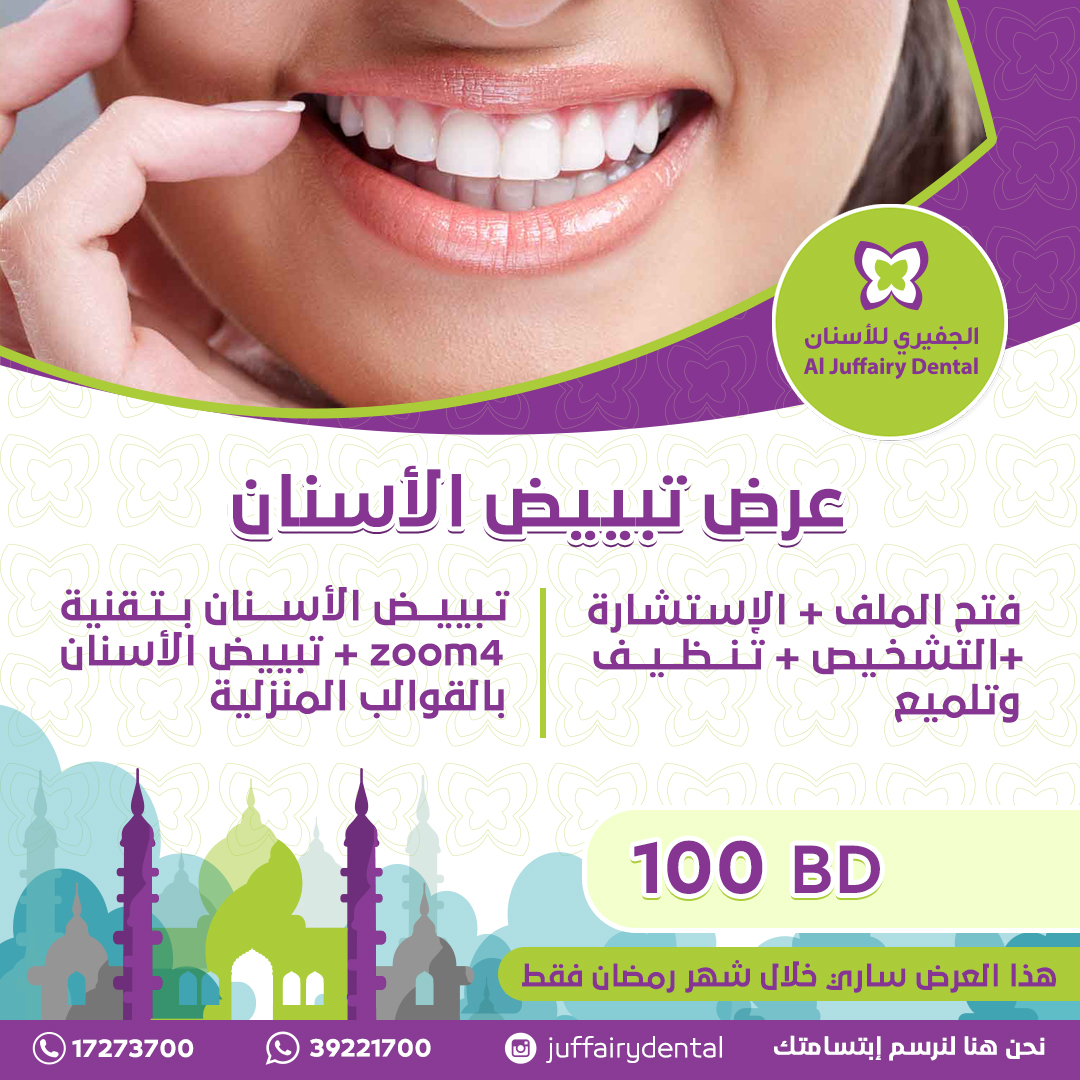 الجفيري للأسنان
Al Juffairy Dental
عرض تبييض الأسنان
فتح الملف + الإستشارة
+التشخيص + تنظيف
وتلميع
تبييض الأسنان بتقنية
zoom4 + تبييض الأسنان
بالقوالب المنزلية
100 BD
هذا العرض ساري خلال شهر رمضان فقط
نحن هنا لنرسم إبتسامتك
juffairydental
39221700
17273700